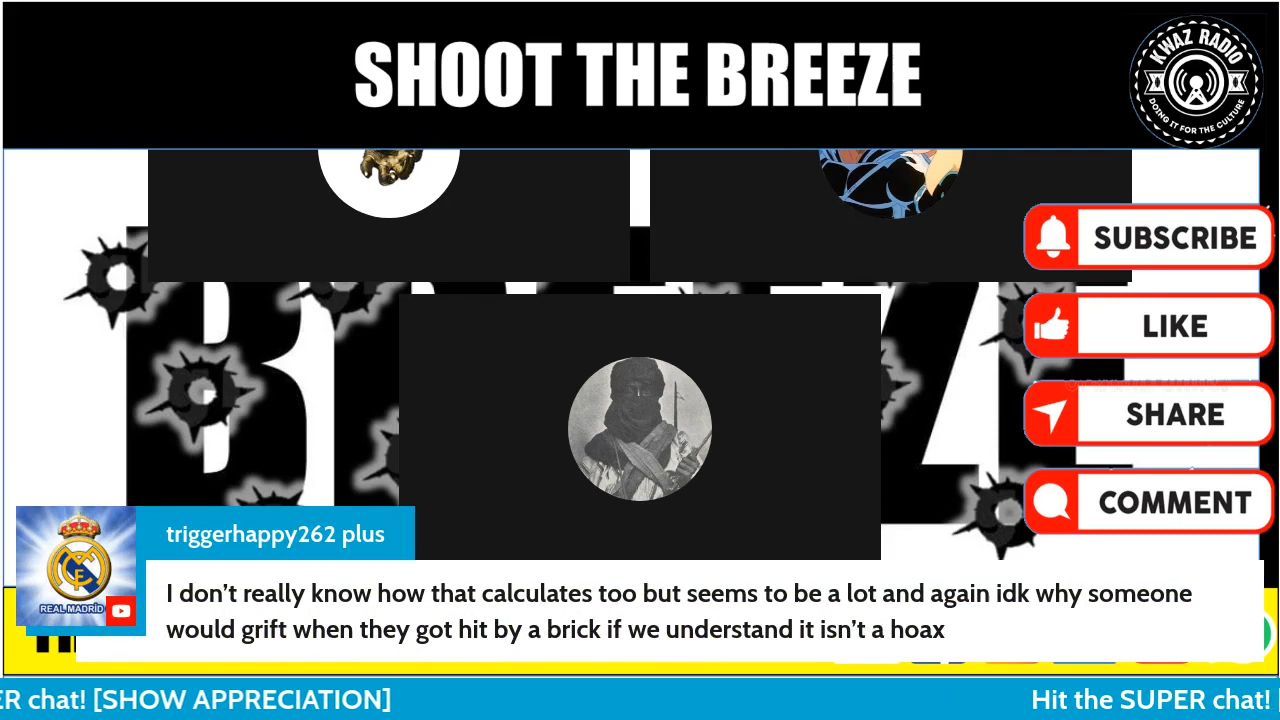 SHOOT THE BREEZE
KWAZ RADIO
DOING IT FOR THE CULTURE
SUBSCRIBE
LIKE
SHARE
COMMENT
triggerhappy262 plus
REAL MADRID
I don’t really know how that calculates too but seems to be a lot and again idk why someone
would grift when they got hit by a brick if we understand it isn’t a hoax
ER chat! [SHOW APPRECIATION]
Hit the SUPER chat!